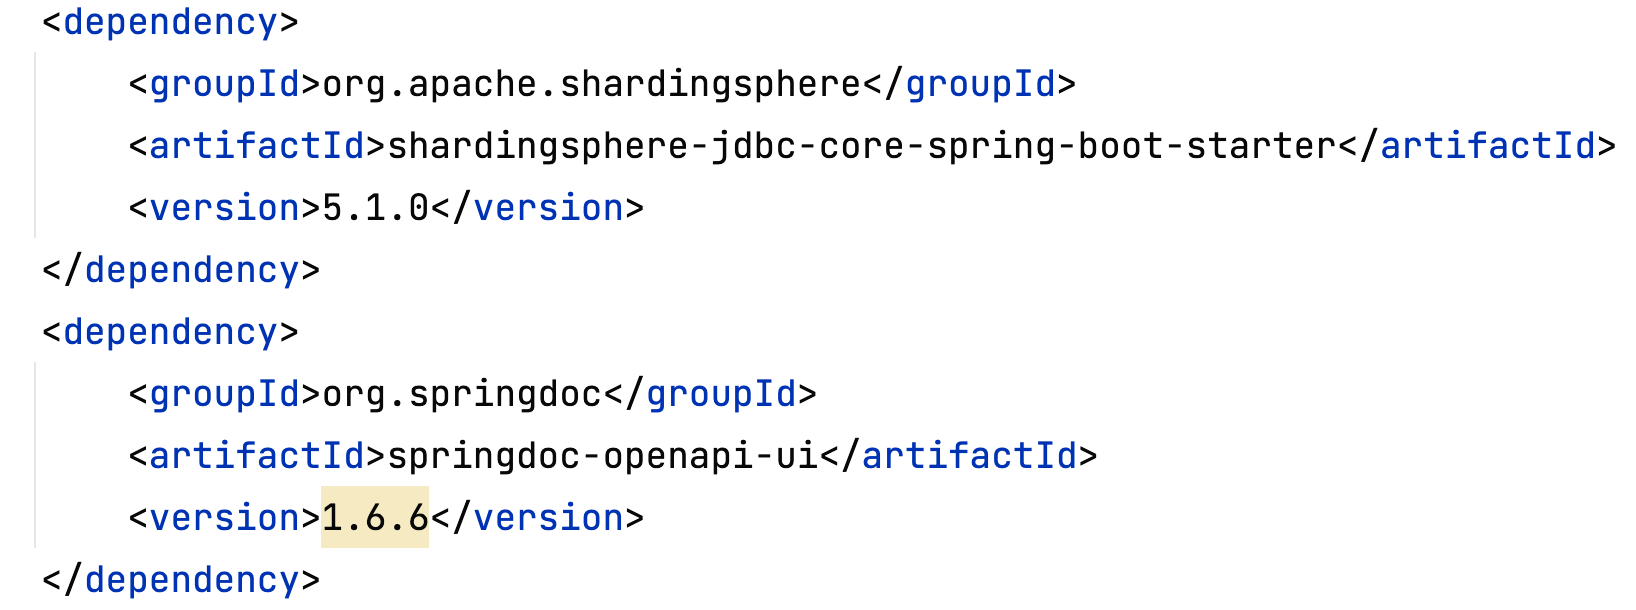 <dependency>
    <groupId>org.apache.shardingsphere</groupId>
    <artifactId>shardingsphere-jdbc-core-spring-boot-starter</artifactId>
    <version>5.1.0</version>
</dependency>
<dependency>
    <groupId>org.springdoc</groupId>
    <artifactId>springdoc-openapi-ui</artifactId>
    <version>1.6.6</version>
</dependency>